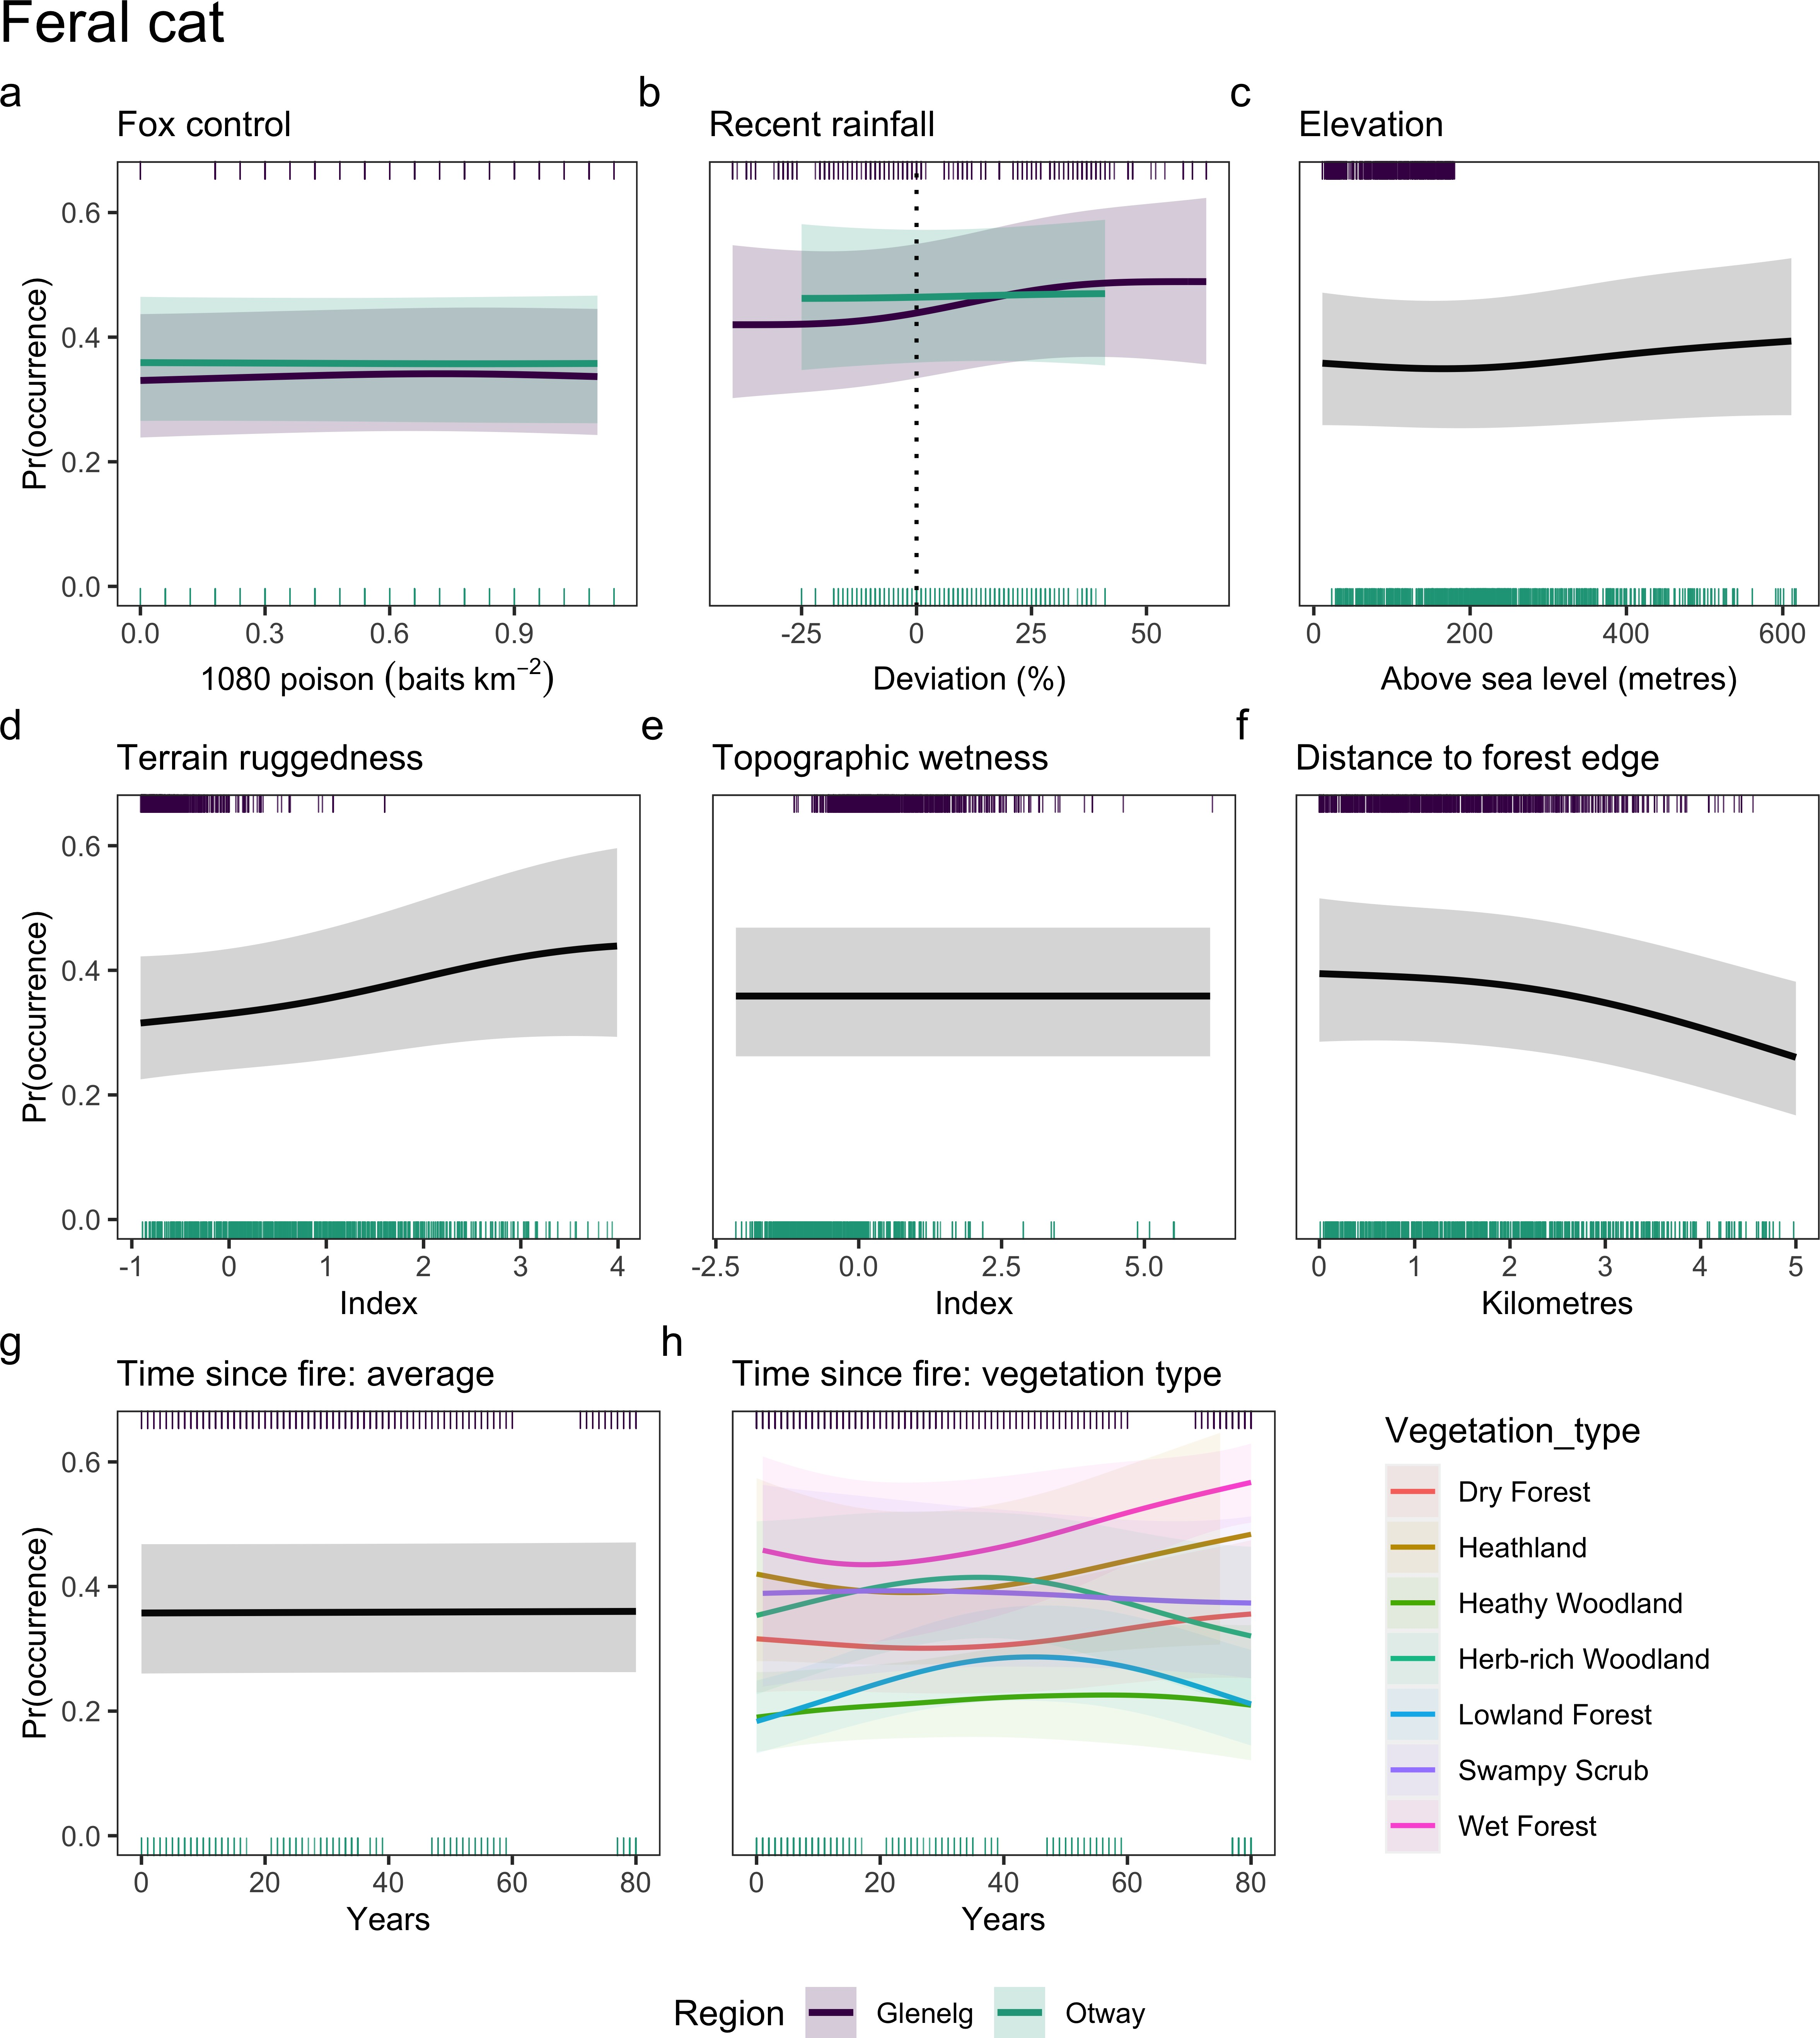 Feral cat
a b c
Fox control Recent rainfall Elevation
0.6
0.4
0.2
0.0
Pr(occurrence)
0.0 0.3 0.6 0.9 -25 0 25 50 0 200 400 600
1080 poison (baits km⁻²) Deviation (%) Above sea level (metres)
d e f
Terrain ruggedness Topographic wetness Distance to forest edge
0.6
0.4
0.2
0.0
Pr(occurrence)
-1 0 1 2 3 4 -2.5 0.0 2.5 5.0 0 1 2 3 4 5
Index Index Kilometres
g h
Time since fire: average Time since fire: vegetation type
0.6
0.4
0.2
0.0
Pr(occurrence)
0 20 40 60 80 0 20 40 60 80
Years Years
Vegetation_type
Dry Forest
Heathland
Heathy Woodland
Herb-rich Woodland
Lowland Forest
Swampy Scrub
Wet Forest
Region Glenelg Otway